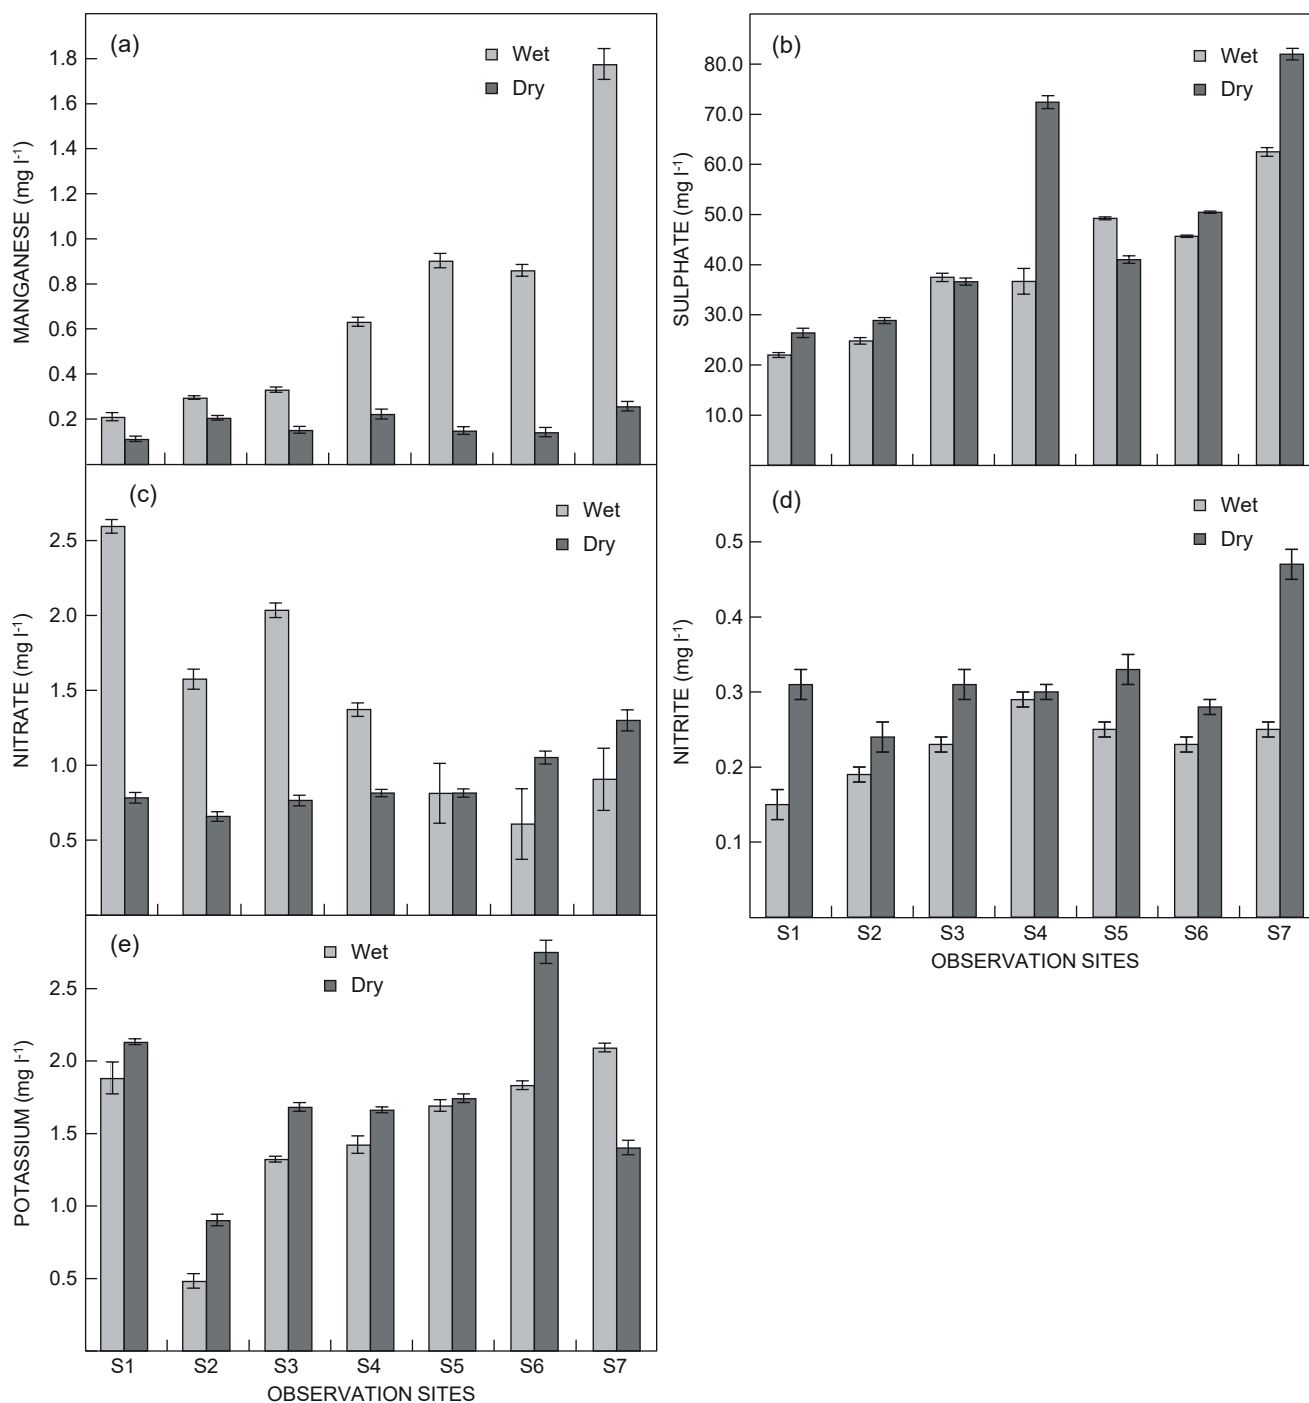 (a)
Wet
Dry
1.8
1.6
1.4
1.2
1.0
0.8
0.6
0.4
0.2
MANGANESE (mg l-1)
(b)
Wet
Dry
80.0
70.0
60.0
50.0
40.0
30.0
20.0
10.0
SULPHATE (mg l-1)
(c)
Wet
Dry
2.5
2.0
1.5
1.0
0.5
NITRATE (mg l-1)
(d)
Wet
Dry
0.5
0.4
0.3
0.2
0.1
NITRITE (mg l-1)
S1 S2 S3 S4 S5 S6 S7
OBSERVATION SITES
(e)
Wet
Dry
2.5
2.0
1.5
1.0
0.5
POTASSIUM (mg l-1)
S1 S2 S3 S4 S5 S6 S7
OBSERVATION SITES